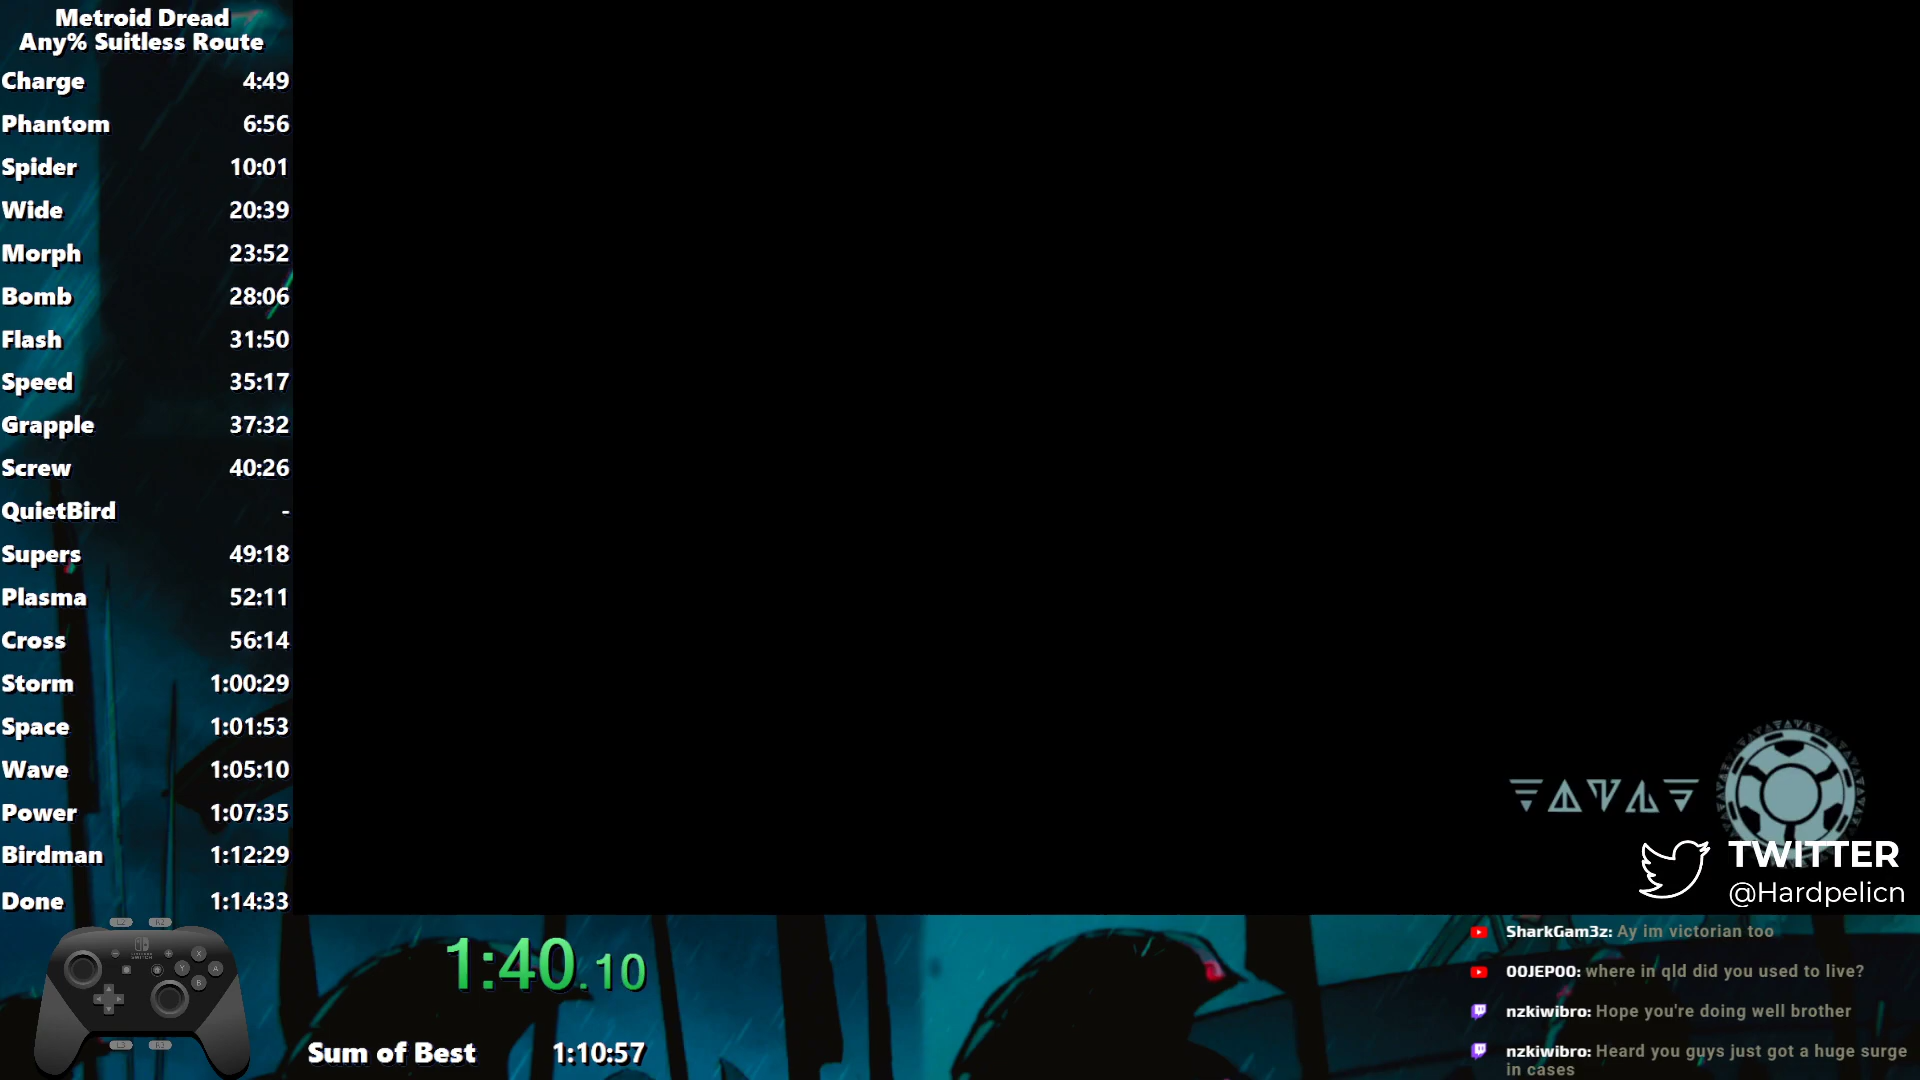 Metroid Dread
Any% Suitless Route
Charge 4:49
Phantom 6:56
Spider 10:01
Wide 20:39
Morph 23:52
Bomb 28:06
Flash 31:50
Speed 35:17
Grapple 37:32
Screw 40:26
QuietBird -
Supers 49:18
Plasma 52:11
Cross 56:14
Storm 1:00:29
Space 1:01:53
Wave 1:05:10
Power 1:07:35
Birdman 1:12:29
Done 1:14:33
1:40.10
Sum of Best 1:10:57
TWITTER
@Hardpelicn
SharkGam3z: Ay im victorian too
OOJEPOO: where in qld did you used to live?
nzkiwibro: Hope you're doing well brother
nzkiwibro: Heard you guys just got a huge surge
in cases
L2 R2
X
Y A
B
L3 R3